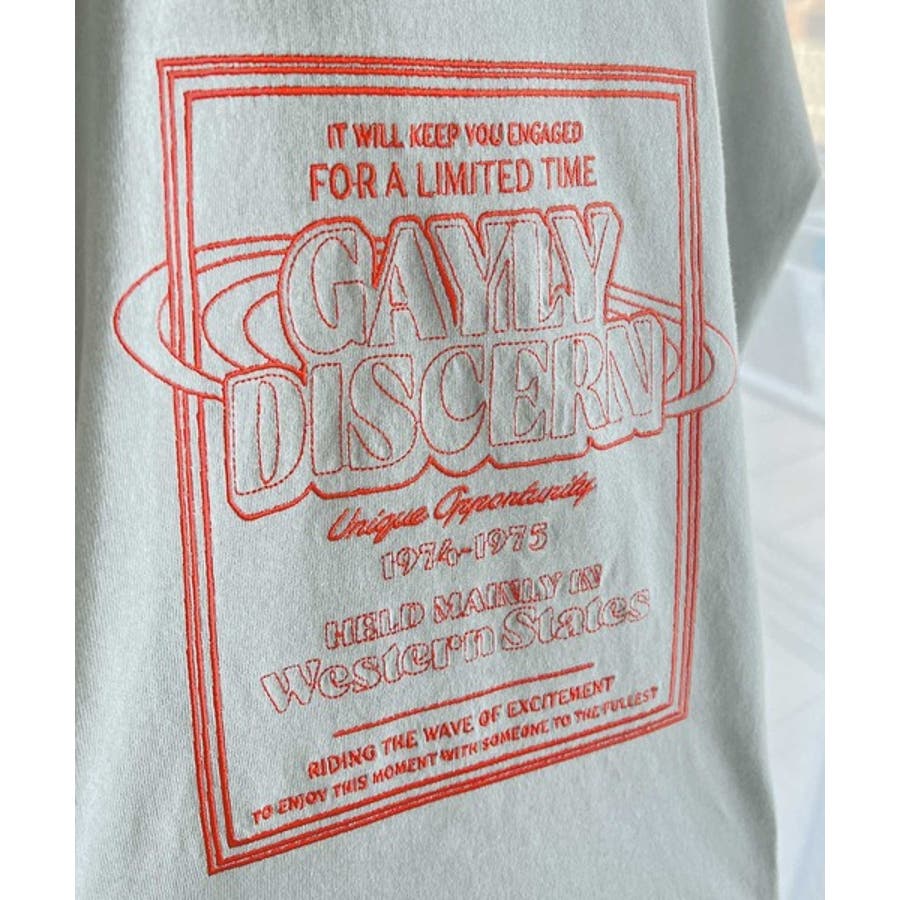 IT WILL KEEP YOU ENGAGED
FOR A LIMITED TIME
GAYLY
DISCERN
Unique Opportunity
1974-1975
HELD MAINLY IN
Western States
RIDING THE WAVE OF EXCITEMENT
TO ENJOY THIS MOMENT WITH SOMEONE TO THE FULLEST